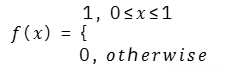 1, 0≤x≤1
f(x) = {
0, otherwise